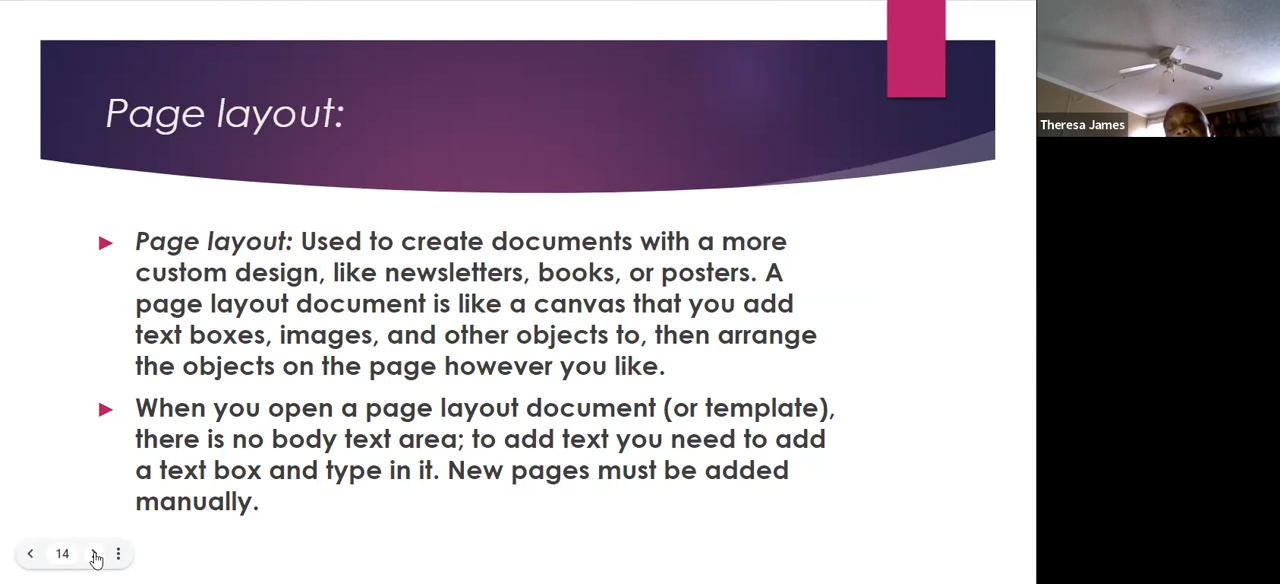 Page layout:
Theresa James
Page layout: Used to create documents with a more
custom design, like newsletters, books, or posters. A
page layout document is like a canvas that you add
text boxes, images, and other objects to, then arrange
the objects on the page however you like.
When you open a page layout document (or template),
there is no body text area; to add text you need to add
a text box and type in it. New pages must be added
manually.
14